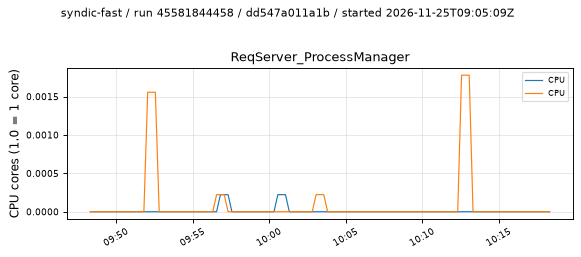 syndic-fast / run 45581844458 / dd547a011a1b / started 2026-11-25T09:05:09Z
ReqServer_ProcessManager
CPU cores (1.0 = 1 core)
0.0015
0.0010
0.0005
0.0000
CPU
CPU
09:50
09:55
10:00
10:05
10:10
10:15